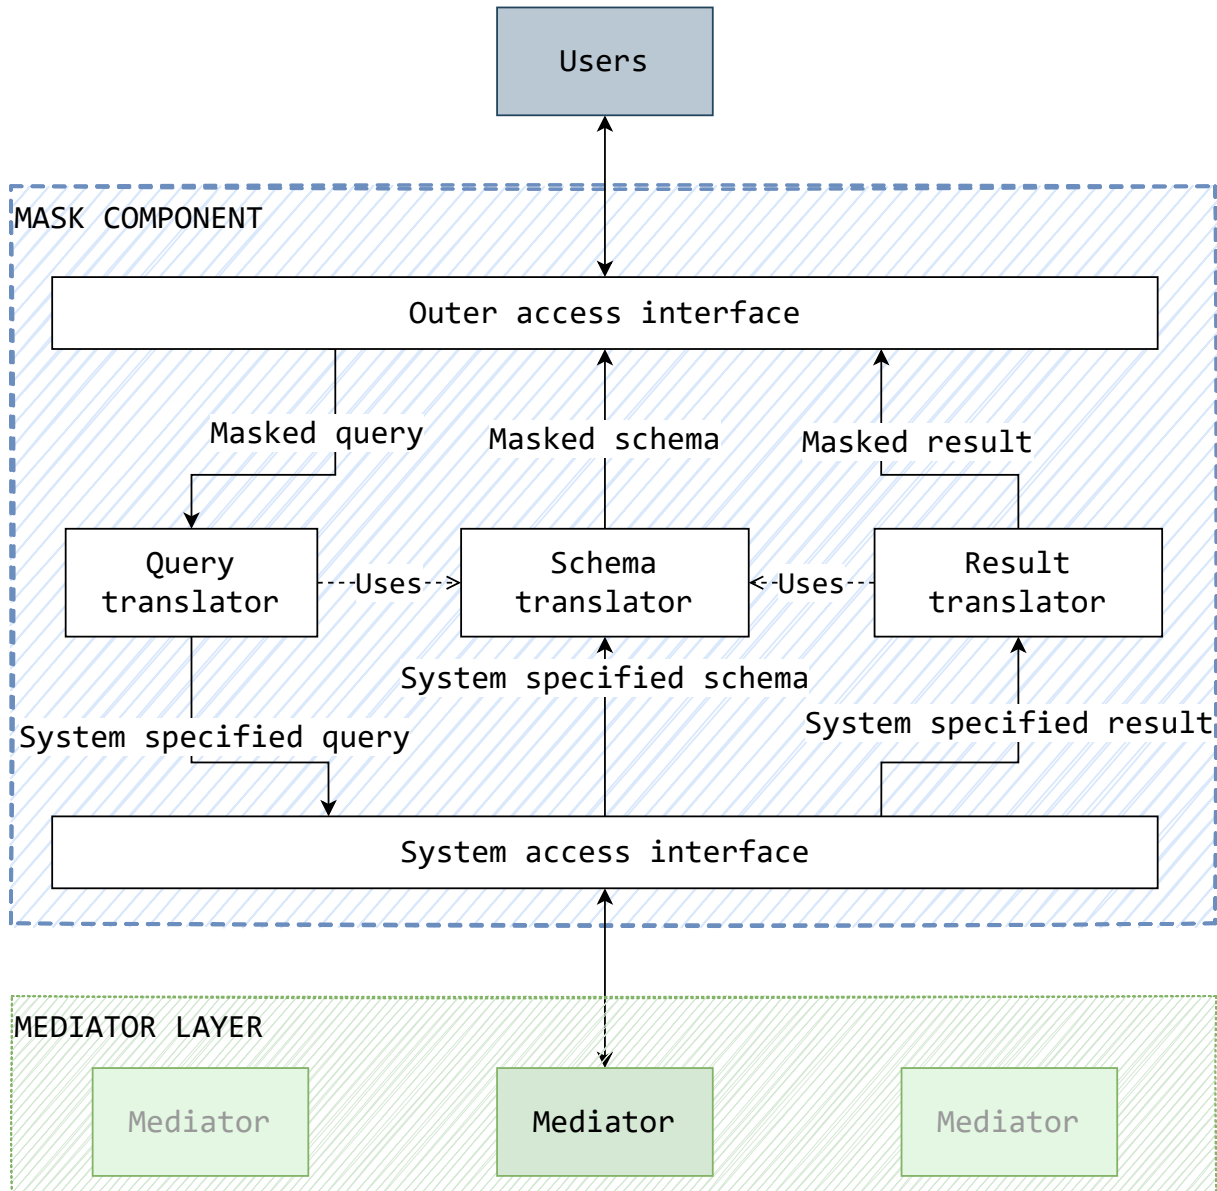 Users
MASK COMPONENT
Outer access interface
Masked query
Masked schema
Masked result
Query
translator
Uses
Schema
translator
Uses
Result
translator
System specified schema
System specified query
System specified result
System access interface
MEDIATOR LAYER
Mediator
Mediator
Mediator